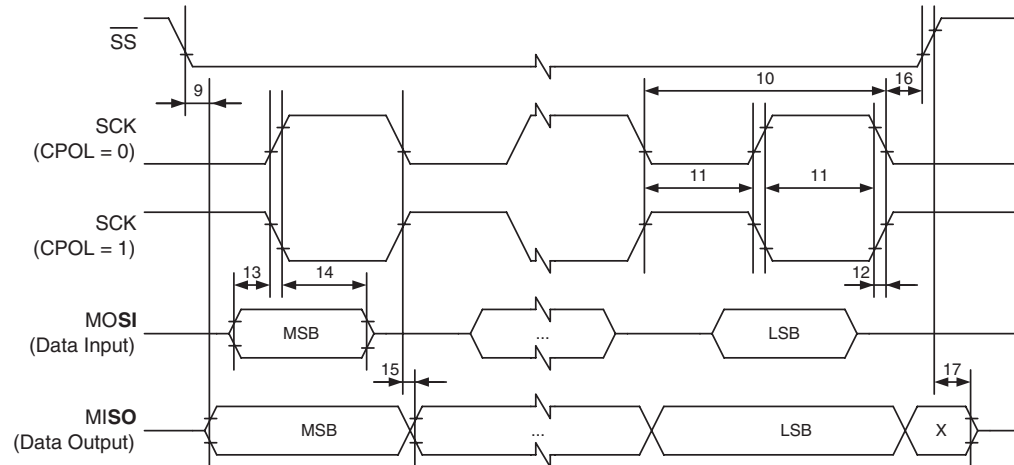 SS
9
10
16
SCK
(CPOL = 0)
11
11
SCK
(CPOL = 1)
13
14
12
MOSI
(Data Input)
MSB
...
LSB
15
17
MISO
(Data Output)
MSB
...
LSB
X